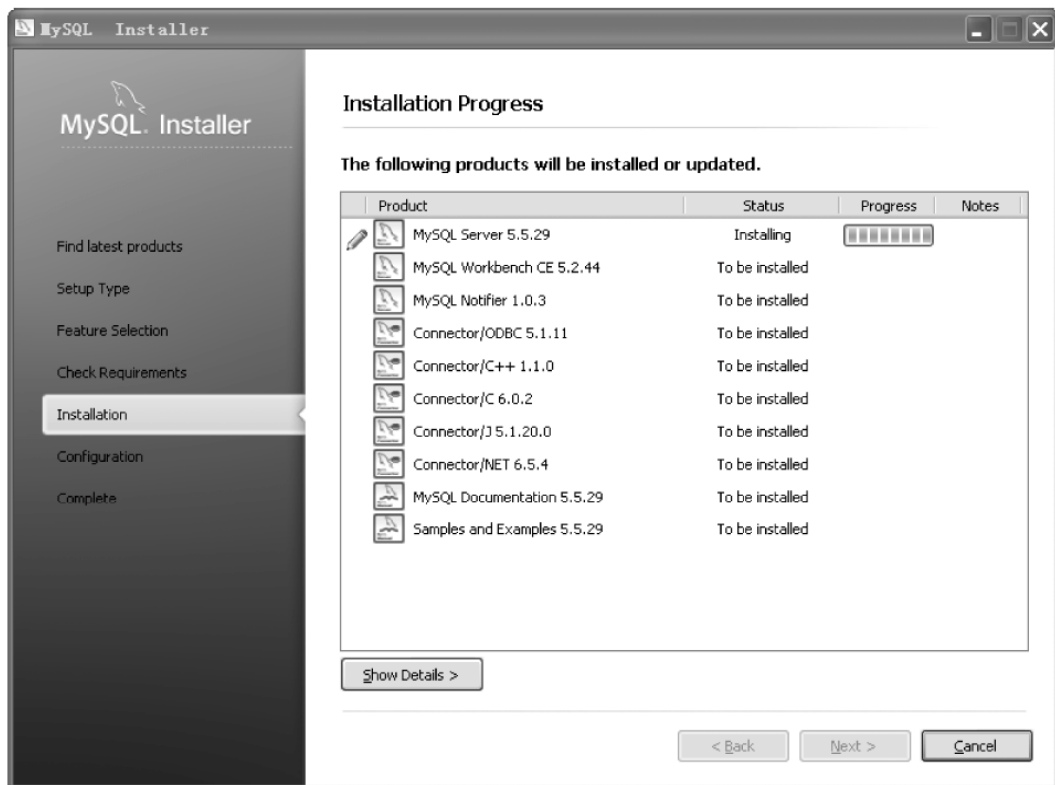 MySQL Installer
MySQL. Installer
Find latest products
Setup Type
Feature Selection
Check Requirements
Installation
Configuration
Complete
Installation Progress
The following products will be installed or updated.
Product Status Progress Notes
MySQL Server 5.5.29 Installing
MySQL Workbench CE 5.2.44 To be installed
MySQL Notifier 1.0.3 To be installed
Connector/ODBC 5.1.11 To be installed
Connector/C++ 1.1.0 To be installed
Connector/C 6.0.2 To be installed
Connector/J 5.1.20.0 To be installed
Connector/NET 6.5.4 To be installed
MySQL Documentation 5.5.29 To be installed
Samples and Examples 5.5.29 To be installed
Show Details >
< Back Next > Cancel